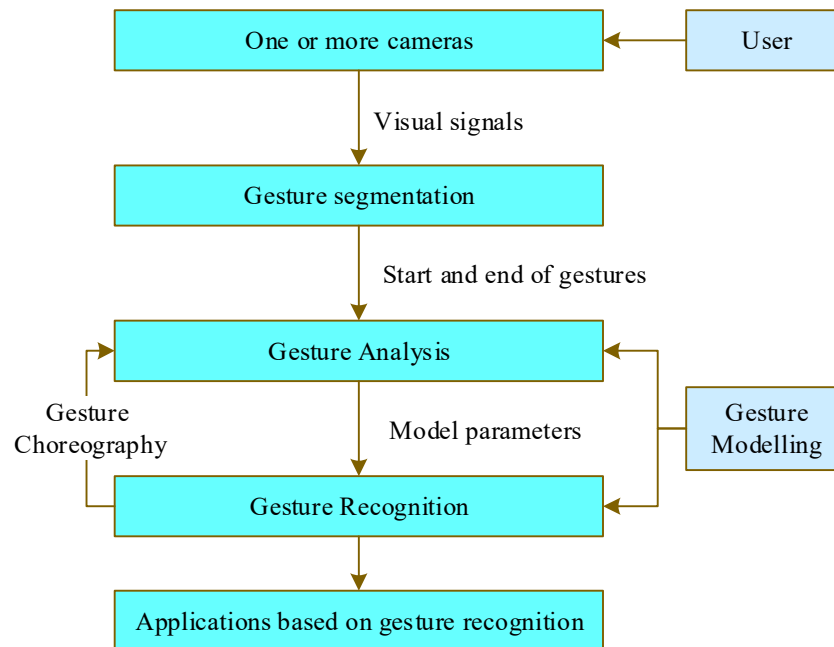 One or more cameras
User
Visual signals
Gesture segmentation
Start and end of gestures
Gesture Analysis
Gesture
Choreography
Model parameters
Gesture
Modelling
Gesture Recognition
Applications based on gesture recognition